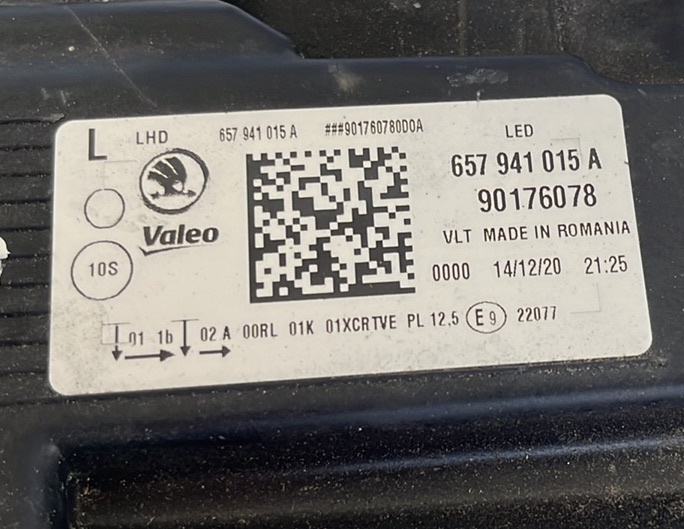 L LHD 657 941 015 A ###901760780D0A LED
657 941 015 A
90176078
Valeo
VLT MADE IN ROMANIA
10S
0000 14/12/20 21:25
01 1b 02 A 00RL 01K 01XCRTVE PL 12,5 E9 22077